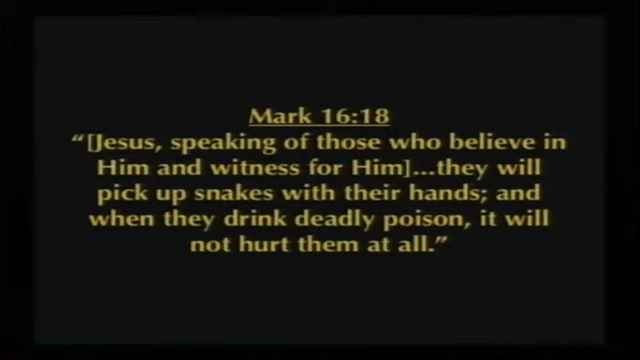 Mark 16:18
“[Jesus, speaking of those who believe in
Him and witness for Him]...they will
pick up snakes with their hands; and
when they drink deadly poison, it will
not hurt them at all.”